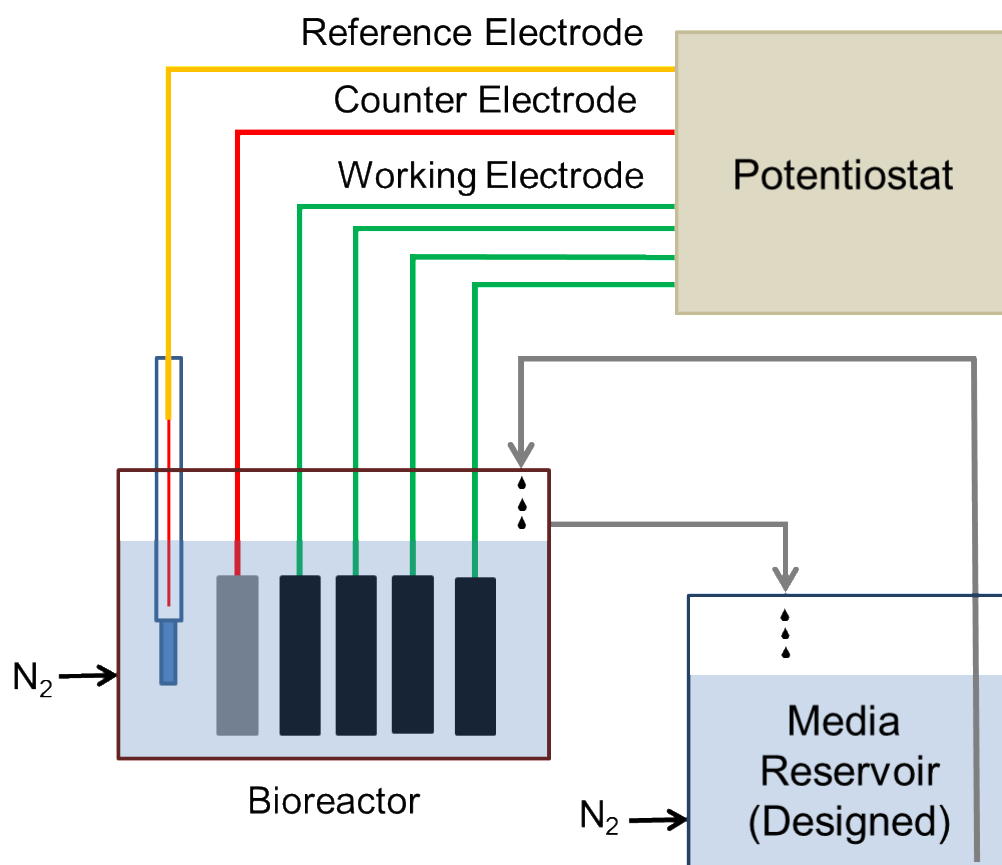 Reference Electrode
Counter Electrode
Working Electrode
Potentiostat
N₂
Bioreactor
Media
Reservoir
(Designed)
N₂